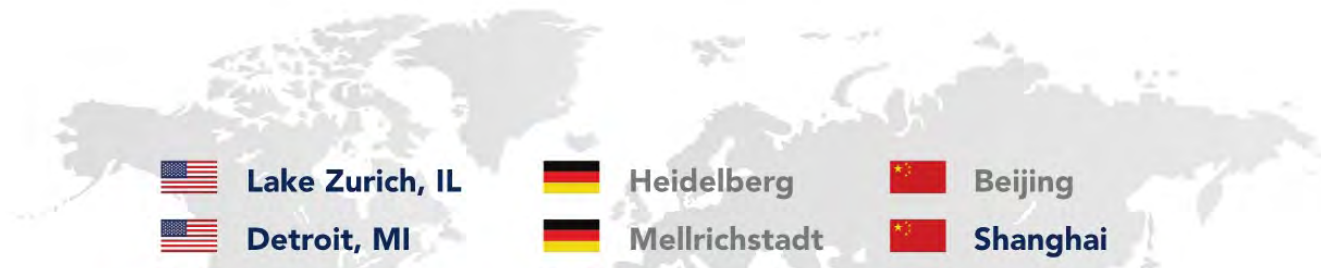 Lake Zurich, IL
Detroit, MI
Heidelberg
Mellrichstadt
Beijing
Shanghai